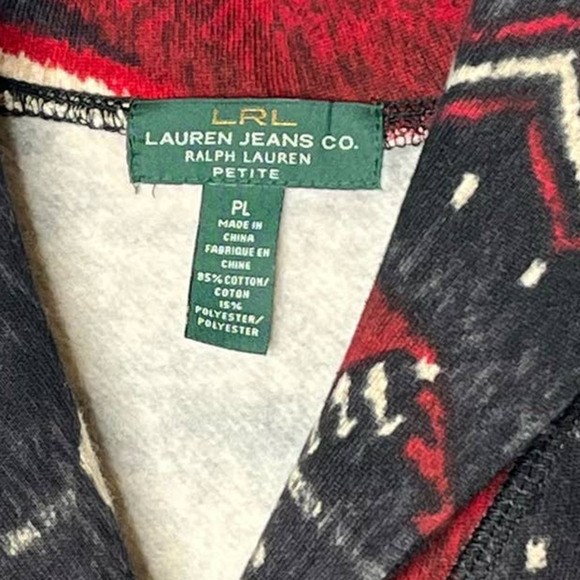 LRL
LAUREN JEANS CO.
RALPH LAUREN
PETITE
PL
MADE IN
CHINA
FABRIQUE EN
CHINE
85% COTTON/
COTON
15%
POLYESTER/
POLYESTER